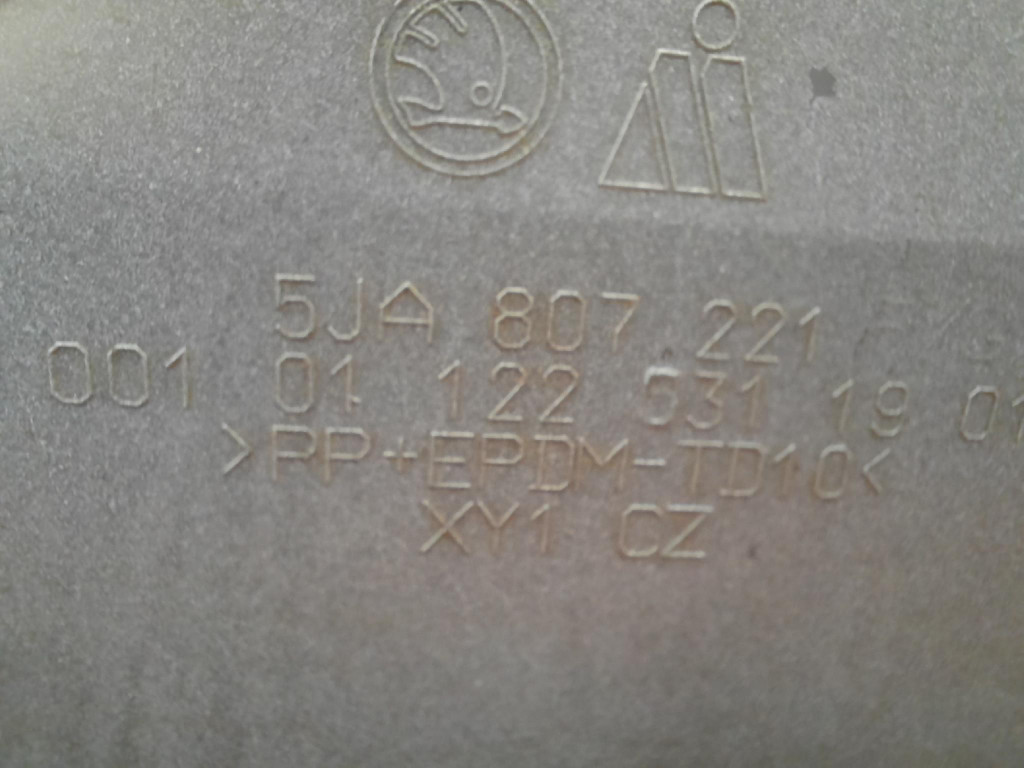 5JA 807 221
001 01 122 531 19 01
>PP+EPDM-TD10<
XY1 CZ